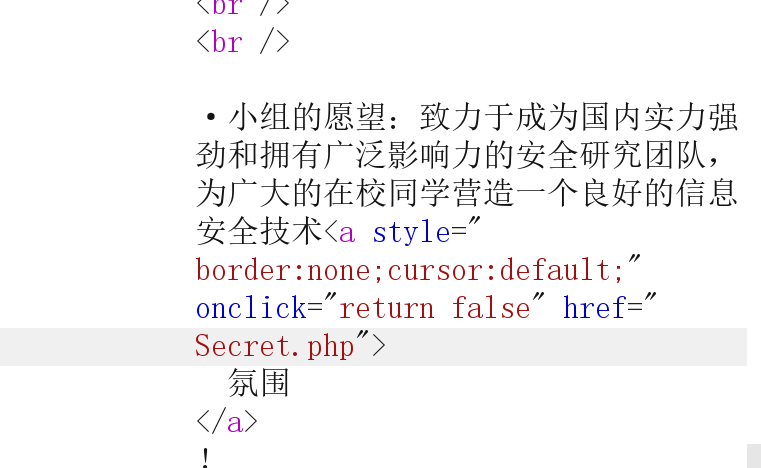 <br />
<br />
•小组的愿望：致力于成为国内实力强
劲和拥有广泛影响力的安全研究团队，
为广大的在校同学营造一个良好的信息
安全技术<a style="
border:none;cursor:default;"
onclick="return false" href="
Secret.php">
氛围
</a>
!